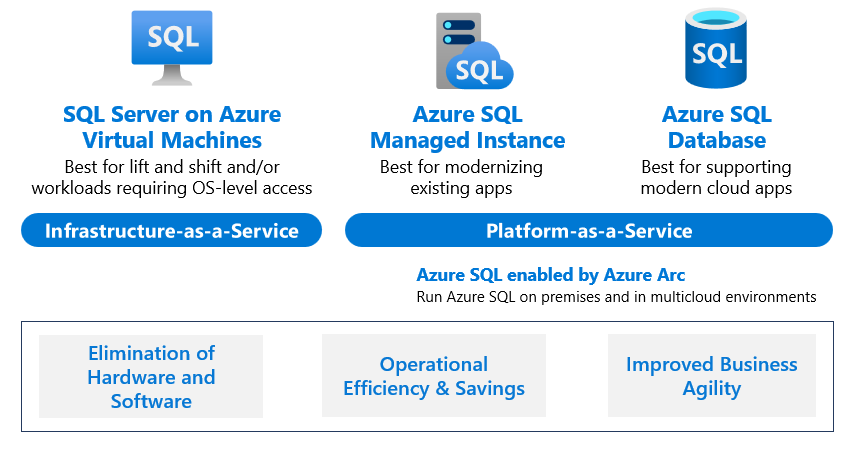 SQL
SQL
SQL
SQL Server on Azure
Virtual Machines
Best for lift and shift and/or
workloads requiring OS-level access
Azure SQL
Managed Instance
Best for modernizing
existing apps
Azure SQL
Database
Best for supporting
modern cloud apps
Infrastructure-as-a-Service
Platform-as-a-Service
Azure SQL enabled by Azure Arc
Run Azure SQL on premises and in multicloud environments
Elimination of
Hardware and
Software
Operational
Efficiency & Savings
Improved Business
Agility